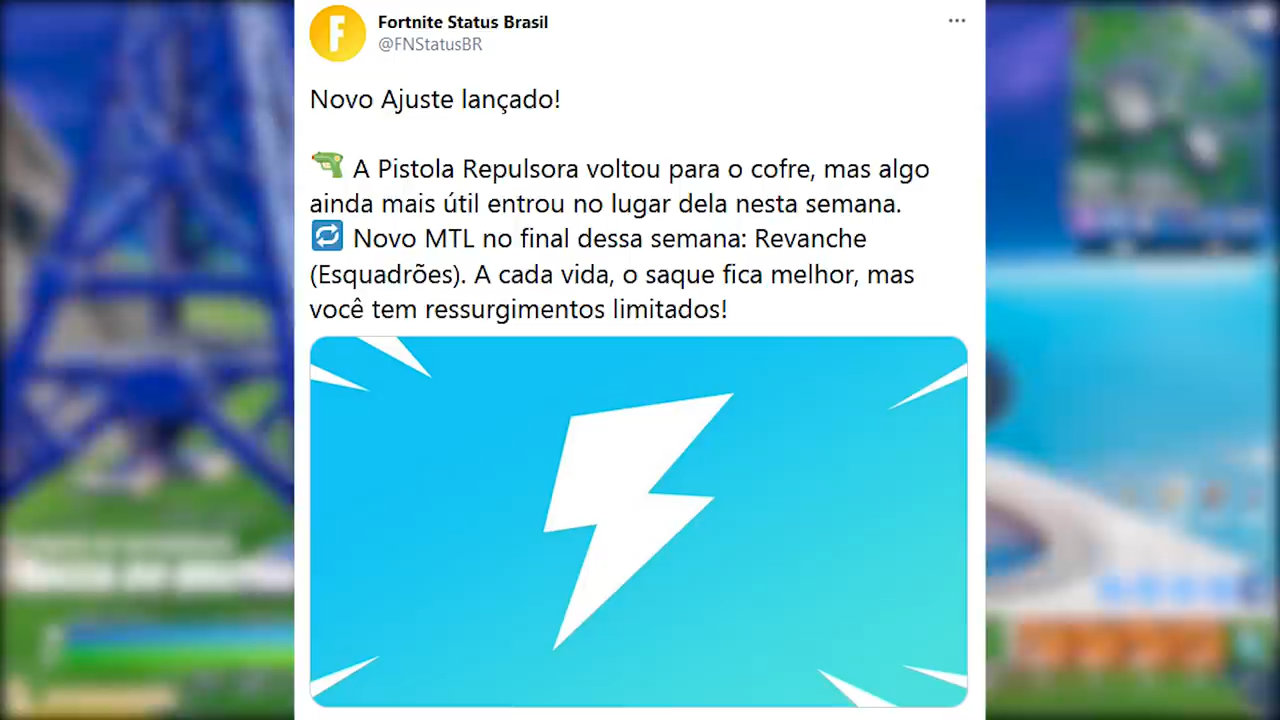 Fortnite Status Brasil
@FNStatusBR
Novo Ajuste lançado!
A Pistola Repulsora voltou para o cofre, mas algo
ainda mais útil entrou no lugar dela nesta semana.
Novo MTL no final dessa semana: Revanche
(Esquadrões). A cada vida, o saque fica melhor, mas
você tem ressurgimentos limitados!